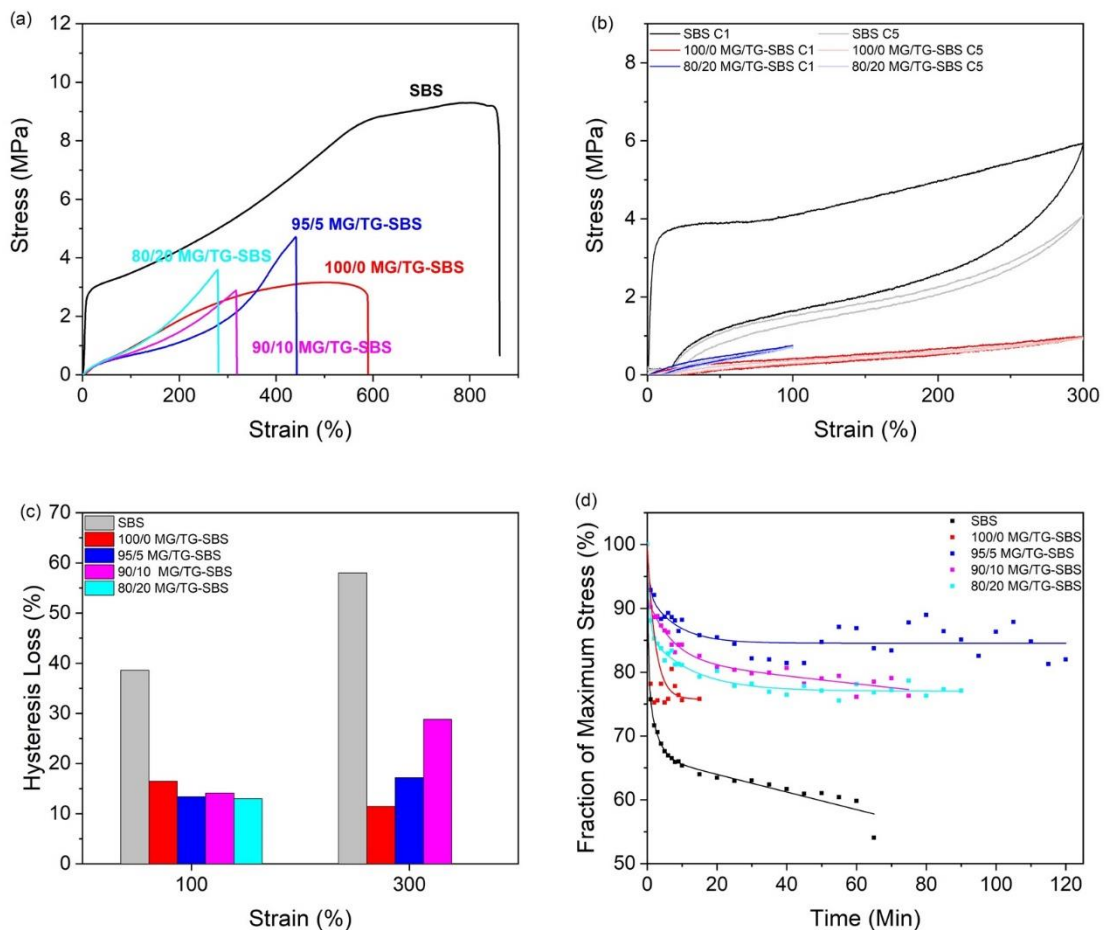 (a)
12
10
8
6
4
2
0
Stress (MPa)
SBS
95/5 MG/TG-SBS
80/20 MG/TG-SBS
100/0 MG/TG-SBS
90/10 MG/TG-SBS
0 200 400 600 800
Strain (%)
(b)
8
6
4
2
0
Stress (MPa)
SBS C1 SBS C5
100/0 MG/TG-SBS C1 100/0 MG/TG-SBS C5
80/20 MG/TG-SBS C1 80/20 MG/TG-SBS C5
0 100 200 300
Strain (%)
(c)
70
60
50
40
30
20
10
0
Hysteresis Loss (%)
SBS
100/0 MG/TG-SBS
95/5 MG/TG-SBS
90/10 MG/TG-SBS
80/20 MG/TG-SBS
100 300
Strain (%)
(d)
100
90
80
70
60
50
Fraction of Maximum Stress (%)
SBS
100/0 MG/TG-SBS
95/5 MG/TG-SBS
90/10 MG/TG-SBS
80/20 MG/TG-SBS
0 20 40 60 80 100 120
Time (Min)